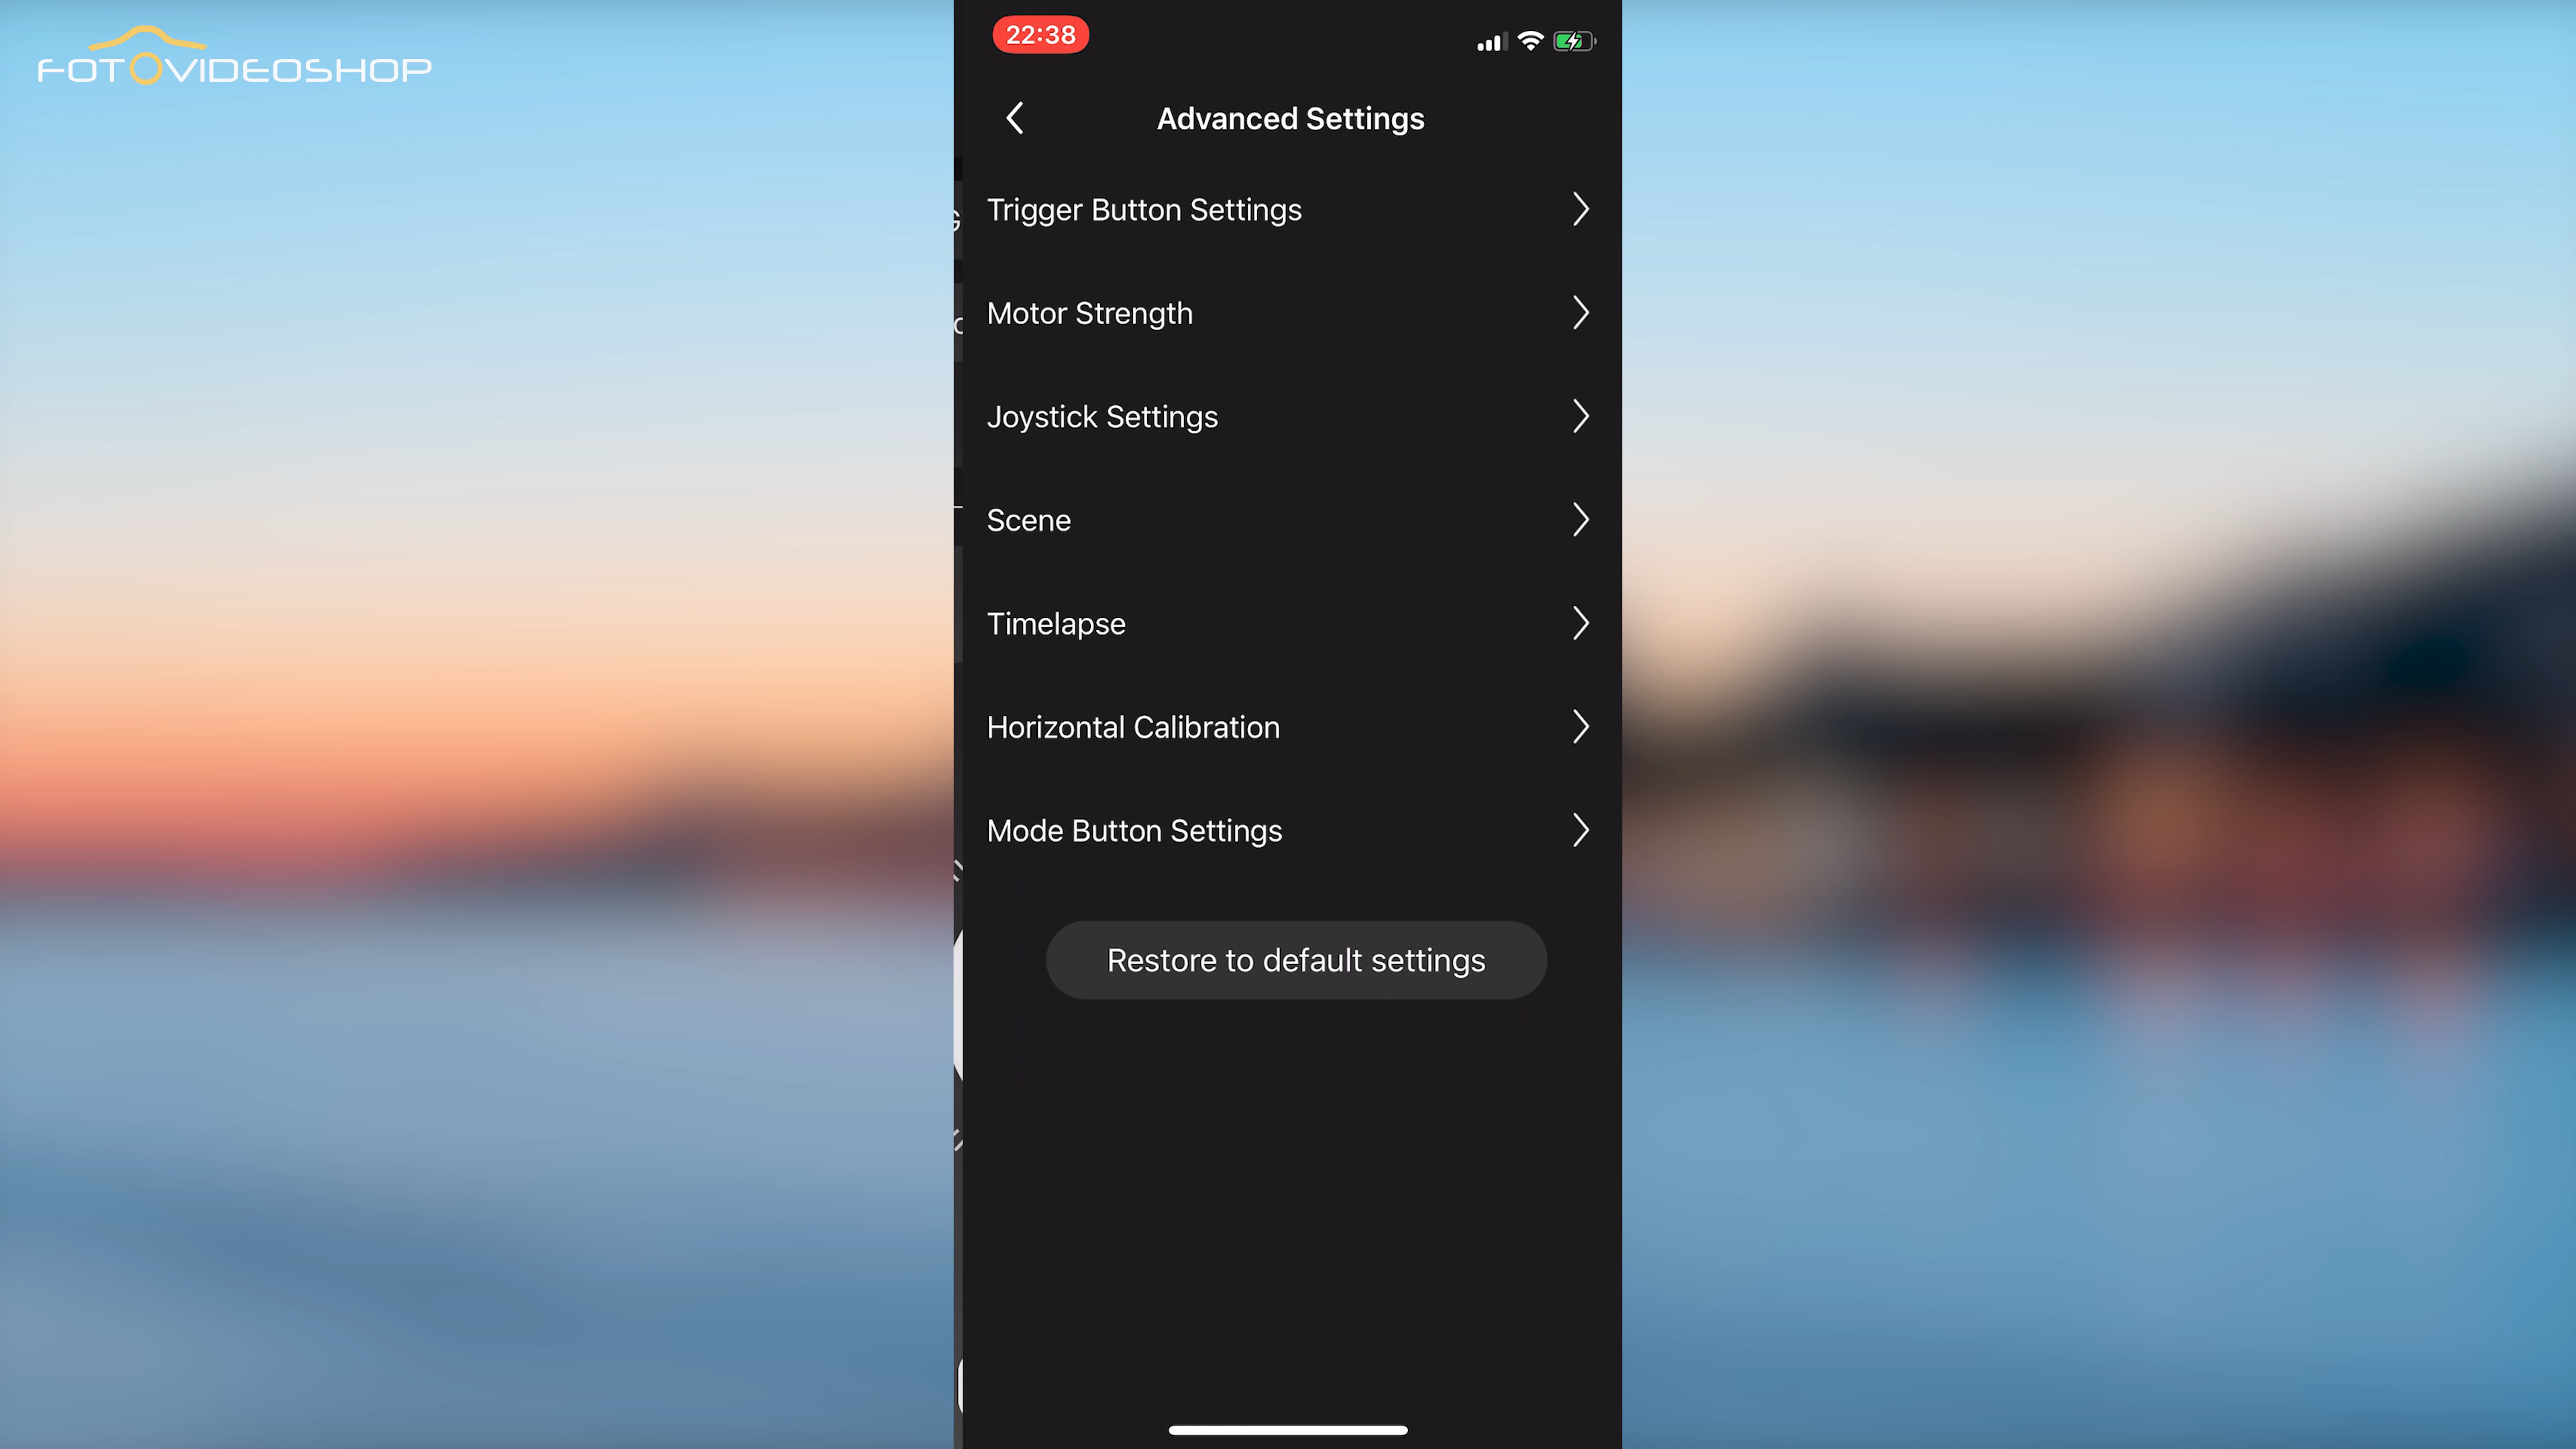 FOTOVIDEOSHOP
22:38
Advanced Settings
Trigger Button Settings
Motor Strength
Joystick Settings
Scene
Timelapse
Horizontal Calibration
Mode Button Settings
Restore to default settings